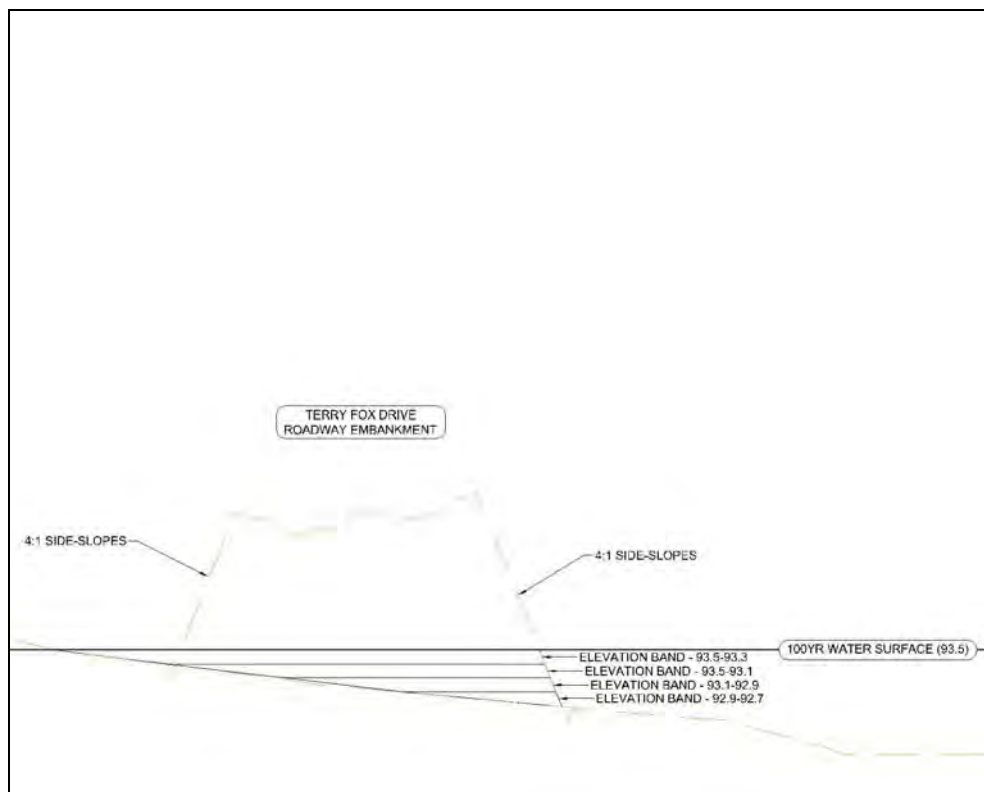 TERRY FOX DRIVE
ROADWAY EMBANKMENT
4:1 SIDE-SLOPES
4:1 SIDE-SLOPES
100YR WATER SURFACE (93.5)
ELEVATION BAND - 93.5-93.3
ELEVATION BAND - 93.5-93.1
ELEVATION BAND - 93.1-92.9
ELEVATION BAND - 92.9-92.7